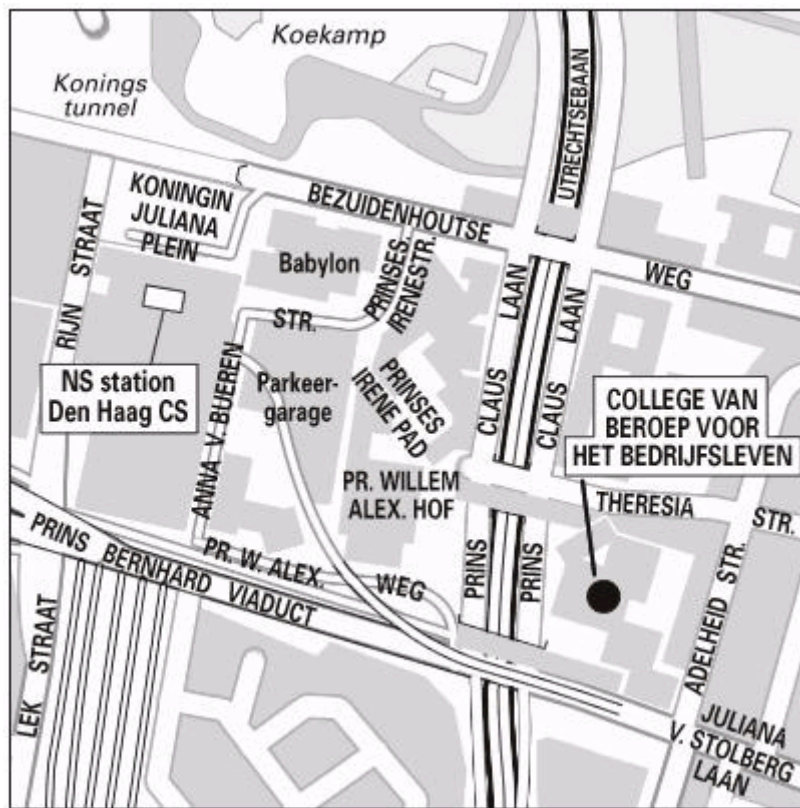 Koekamp
Konings
tunnel
UTRECHTSEBAAN
KONINGIN
JULIANA
PLEIN
BEZUIDENHOUTSE
WEG
RIJN STRAAT
Babylon
PRINSES
IRENESTR.
STR.
LAAN
LAAN
NS station
Den Haag CS
ANNA V. BUEREN
Parkeer-
garage
PRINSES
IRENE PAD
CLAUS
CLAUS
COLLEGE VAN
BEROEP VOOR
HET BEDRIJFSLEVEN
PR. WILLEM
ALEX. HOF
THERESIA
STR.
PRINS BERNHARD VIADUCT
PR. W. ALEX.
WEG
PRINS
PRINS
ADELHEID STR.
LEK STRAAT
JULIANA
V. STOLBERG
LAAN